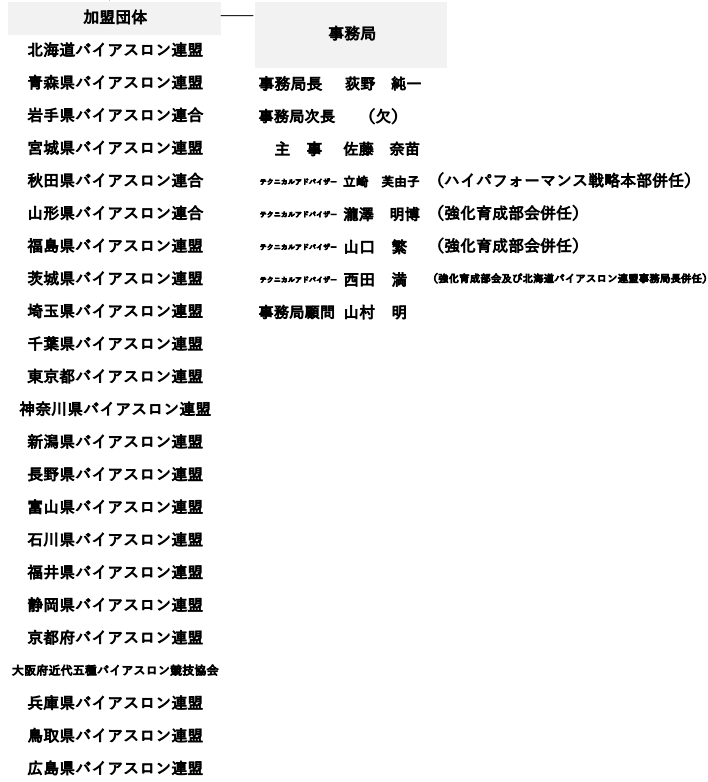 加盟団体
北海道バイアスロン連盟
青森県バイアスロン連盟
岩手県バイアスロン連合
宮城県バイアスロン連盟
秋田県バイアスロン連合
山形県バイアスロン連合
福島県バイアスロン連盟
茨城県バイアスロン連盟
埼玉県バイアスロン連盟
千葉県バイアスロン連盟
東京都バイアスロン連盟
神奈川県バイアスロン連盟
新潟県バイアスロン連盟
長野県バイアスロン連盟
富山県バイアスロン連盟
石川県バイアスロン連盟
福井県バイアスロン連盟
静岡県バイアスロン連盟
京都府バイアスロン連盟
大阪府近代五種バイアスロン競技協会
兵庫県バイアスロン連盟
鳥取県バイアスロン連盟
広島県バイアスロン連盟
事務局
事務局長 荻野 純一
事務局次長 （欠）
主 事 佐藤 奈苗
テクニカルアドバイザー 立崎 芙由子 （ハイパフォーマンス戦略本部併任）
テクニカルアドバイザー 瀧澤 明博 （強化育成部会併任）
テクニカルアドバイザー 山口 繁 （強化育成部会併任）
テクニカルアドバイザー 西田 満 （強化育成部会及び北海道バイアスロン連盟事務局長併任）
事務局顧問 山村 明